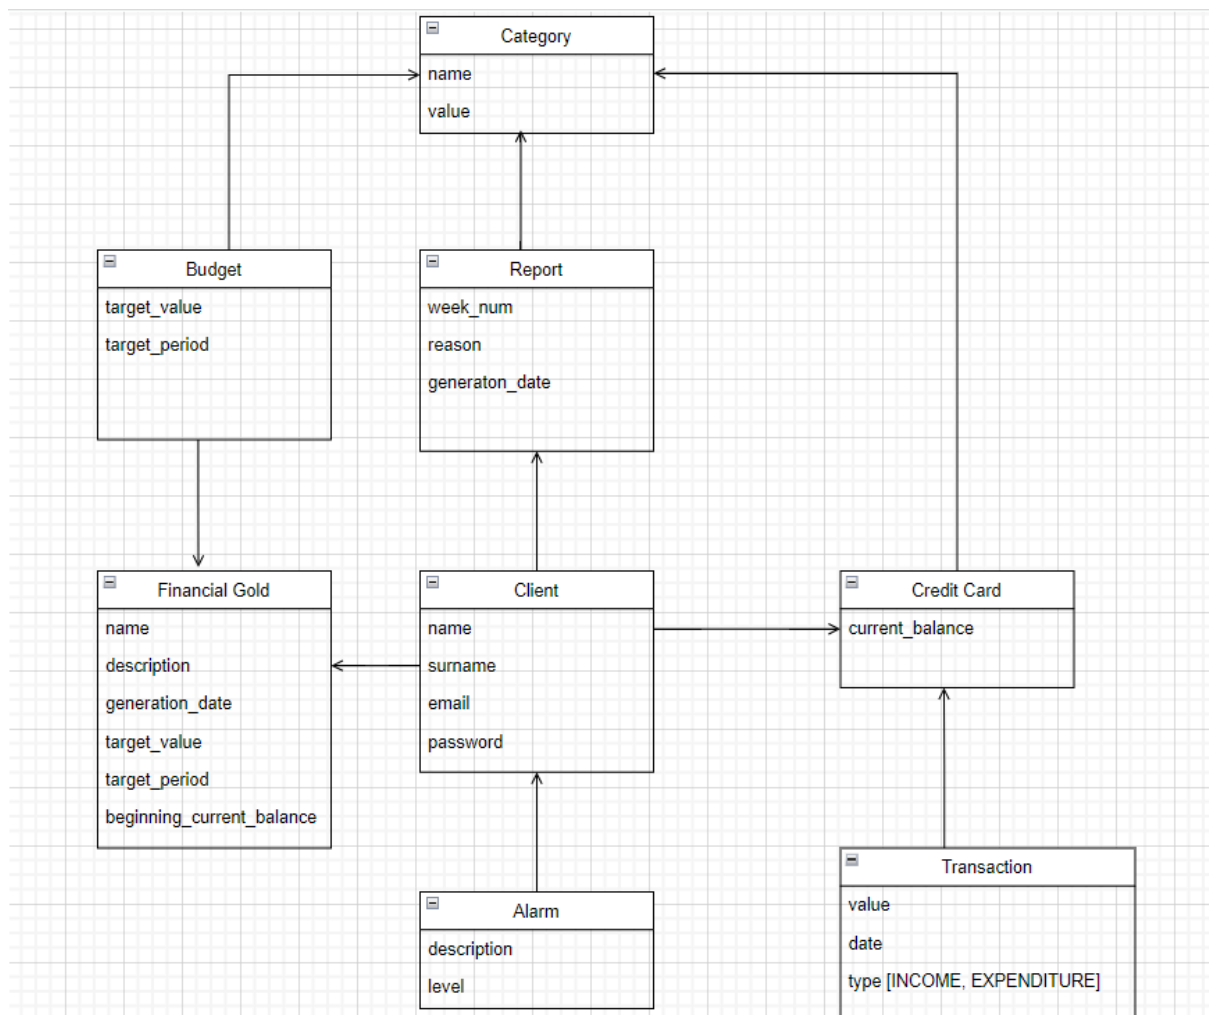 Category
name
value
Budget
target_value
target_period
Report
week_num
reason
generaton_date
Financial Gold
name
description
generation_date
target_value
target_period
beginning_current_balance
Client
name
surname
email
password
Credit Card
current_balance
Alarm
description
level
Transaction
value
date
type [INCOME, EXPENDITURE]